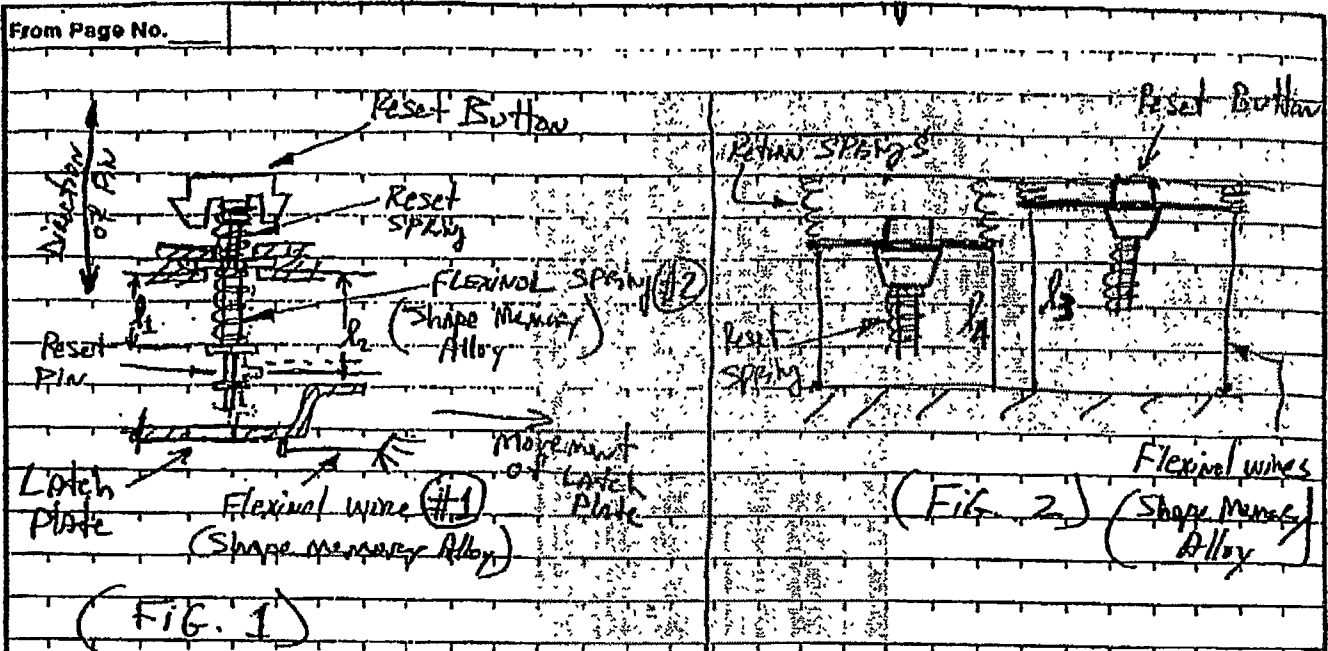 From Page No.
Direction
of Pin
Reset Button
Reset
Spring
Flexinol Spring #2
(Shape Memory
Alloy)
l1
l2
Reset
Pin
Latch
Plate
Flexinol wire #1
(Shape memory Alloy)
Movement
of Latch
Plate
(FiG. 1)
Return Springs
Reset Button
Reset
Spring
l4
l3
Flexinol wires
(Shape Memory
Alloy)
(FiG. 2)